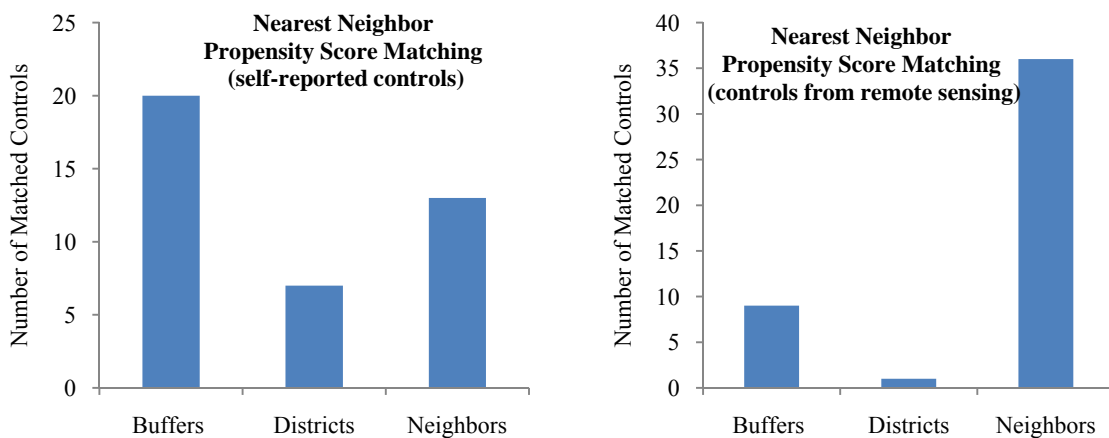 Nearest Neighbor
Propensity Score Matching
(self-reported controls)
Number of Matched Controls
25
20
15
10
5
0
Buffers
Districts
Neighbors
Nearest Neighbor
Propensity Score Matching
(controls from remote sensing)
Number of Matched Controls
40
35
30
25
20
15
10
5
0
Buffers
Districts
Neighbors